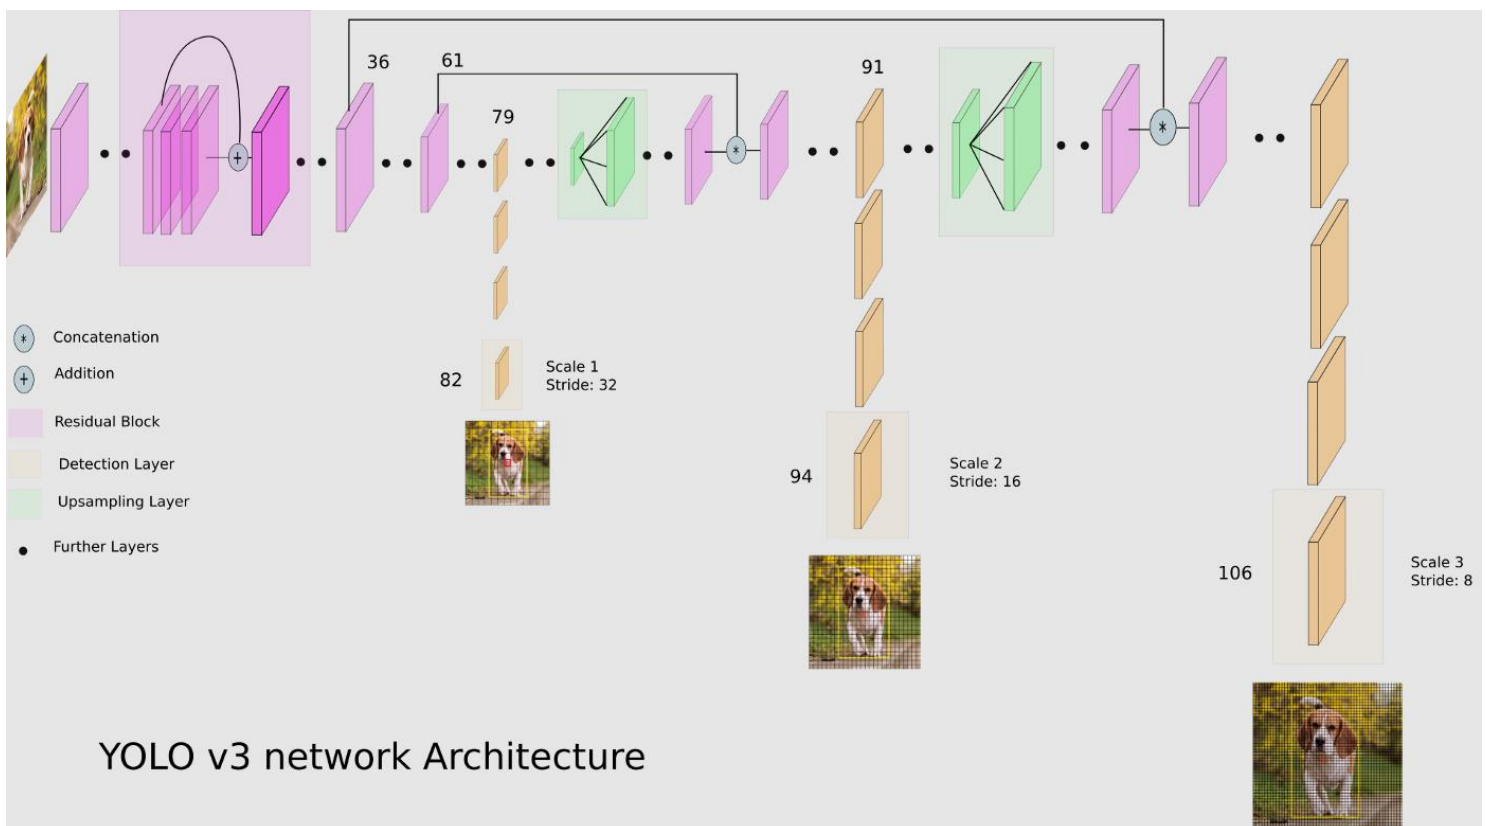 36
61
91
79
+
*
*
Concatenation
*
Addition
+
82
Scale 1
Stride: 32
Residual Block
Detection Layer
Upsampling Layer
Further Layers
94
Scale 2
Stride: 16
106
Scale 3
Stride: 8
YOLO v3 network Architecture